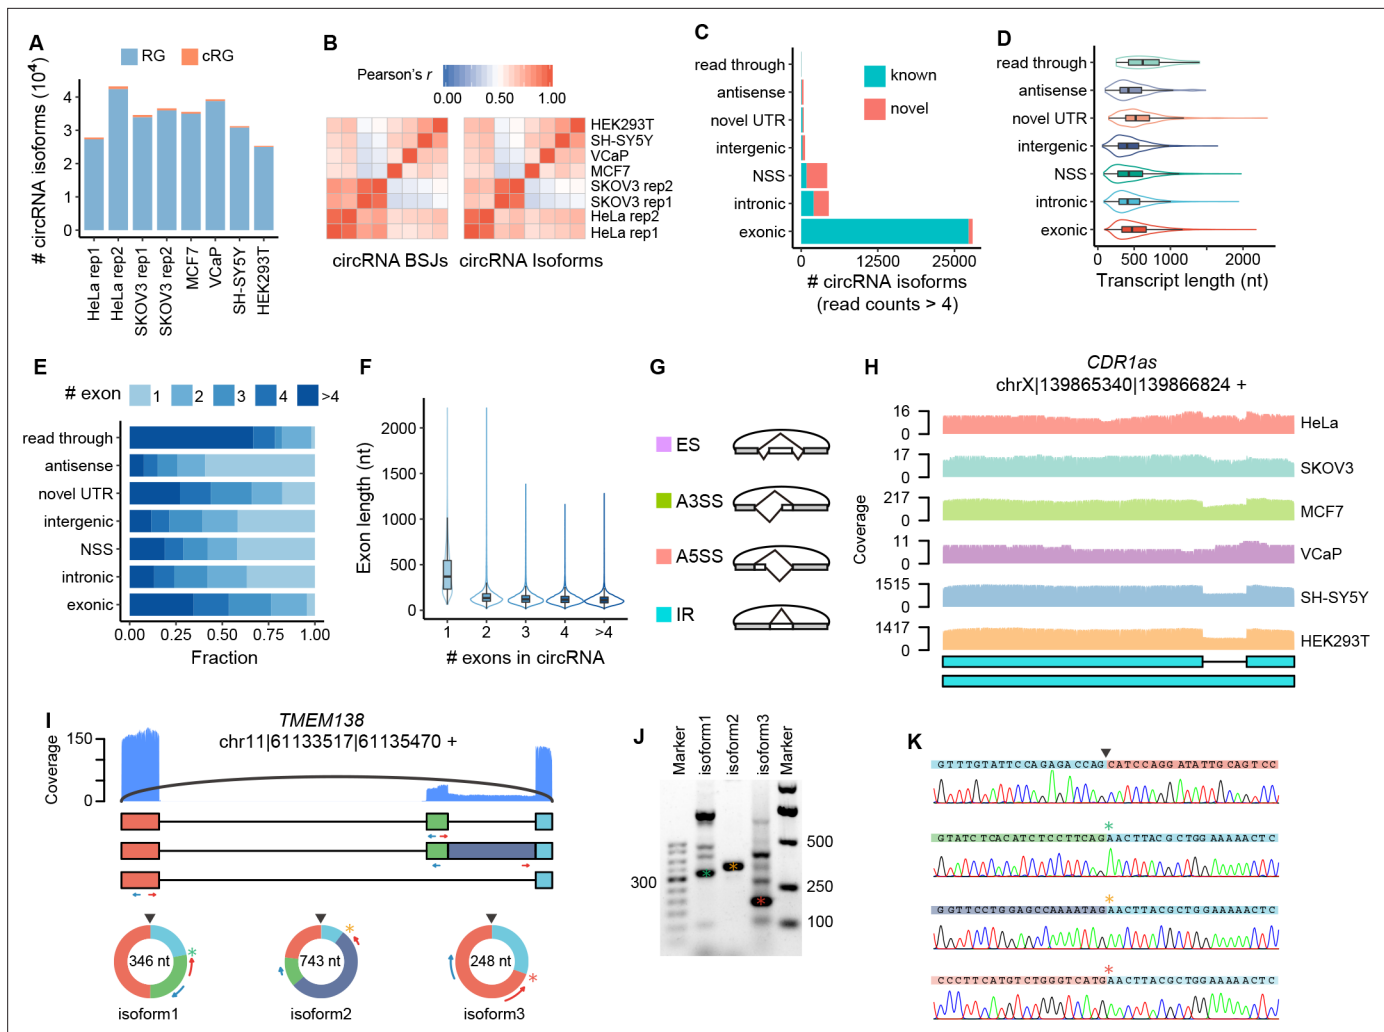 A
RG
cRG
# circRNA isoforms (10⁴)
4
3
2
1
0
HeLa rep1
HeLa rep2
SKOV3 rep1
SKOV3 rep2
MCF7
VCaP
SH-SY5Y
HEK293T
B
Pearson's r
0.00 0.50 1.00
HEK293T
SH-SY5Y
VCaP
MCF7
SKOV3 rep2
SKOV3 rep1
HeLa rep2
HeLa rep1
circRNA BSJs
circRNA Isoforms
C
read through
antisense
novel UTR
intergenic
NSS
intronic
exonic
known
novel
0 12500 25000
# circRNA isoforms
(read counts > 4)
D
read through
antisense
novel UTR
intergenic
NSS
intronic
exonic
0 500 1000 2000
Transcript length (nt)
E
# exon
1 2 3 4 >4
read through
antisense
novel UTR
intergenic
NSS
intronic
exonic
0.00 0.25 0.50 0.75 1.00
Fraction
F
Exon length (nt)
2000
1500
1000
500
0
1 2 3 4 >4
# exons in circRNA
G
ES
A3SS
A5SS
IR
H
CDR1as
chrX|139865340|139866824 +
Coverage
16
0
HeLa
17
0
SKOV3
217
0
MCF7
11
0
VCaP
1515
0
SH-SY5Y
1417
0
HEK293T
I
TMEM138
chr11|61133517|61135470 +
Coverage
150
0
346 nt
isoform1
743 nt
isoform2
248 nt
isoform3
J
Marker
isoform1
isoform2
isoform3
Marker
300
500
250
100
*
*
*
K
GTTTGTATTCCAGAGACCAGCATCCAGGATATTGCAGTCC
*
GTATCTCACATCTCCTTCAGAACTTACGCTGGAAAAACTC
*
GGTTCCTGGAGCCAAAATAGAACTTACGCTGGAAAAACTC
*
CCCTTCATGTCTGGGTCATGAACTTACGCTGGAAAAACTC